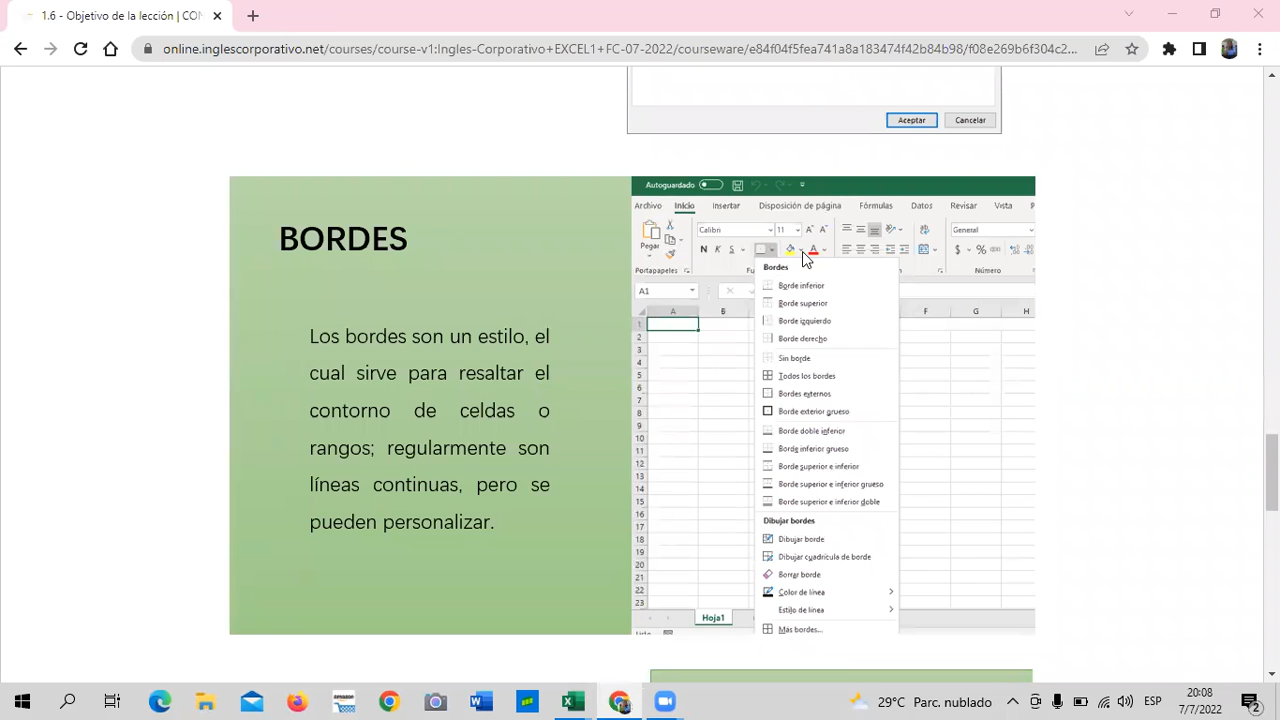 1.6 - Objetivo de la Objeción | CON
online.inglescorporativo.net/courses/course-v1:Ingles-Corporativo+EXCEL1+FC-07-2022/courseware/e84f04f5fea741a8a183474f42b84b98/f08e269b6f304c2...
Aceptar
Cancelar
BORDES
Los bordes son un estilo, el
cual sirve para resaltar el
contorno de celdas o
rangos; regularmente son
líneas continuas, pero se
pueden personalizar.
Autoguardado
Archivo Inicio Insertar Disposición de página Fórmulas Datos Revisar Vista
Pegar
Calibri 11
N K S
General
Portapapeles
Número
A1
A B F G H
Bordes
Borde inferior
Borde superior
Borde izquierdo
Borde derecho
Sin borde
Todos los bordes
Bordes externos
Borde exterior grueso
Borde doble inferior
Borde inferior grueso
Borde superior e inferior
Borde superior e inferior grueso
Borde superior e inferior doble
Dibujar bordes
Dibujar borde
Dibujar cuadrícula de borde
Borrar borde
Color de línea
Estilo de línea
Más bordes...
1
2
3
4
5
6
7
8
9
10
11
12
13
14
15
16
17
18
19
20
21
22
23
Hoja1
29°C Parc. nublado
ESP
20:08
7/7/2022
2